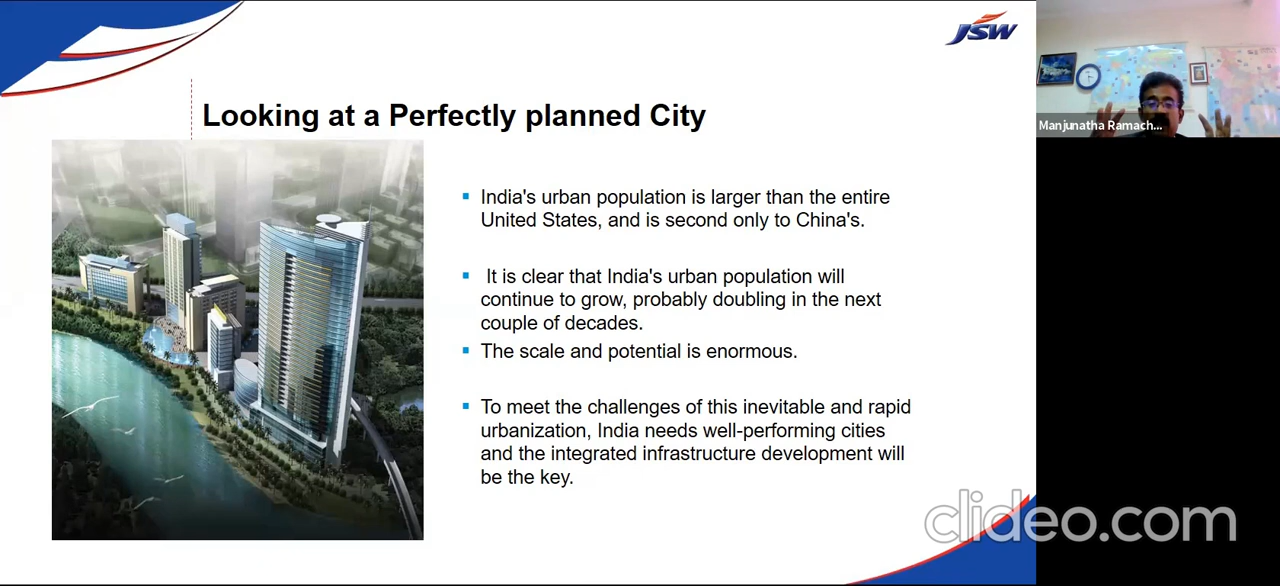 JSW
Looking at a Perfectly planned City
India's urban population is larger than the entire
United States, and is second only to China's.
It is clear that India's urban population will
continue to grow, probably doubling in the next
couple of decades.
The scale and potential is enormous.
To meet the challenges of this inevitable and rapid
urbanization, India needs well-performing cities
and the integrated infrastructure development will
be the key.
Manjunatha Ramach...
clideo.com